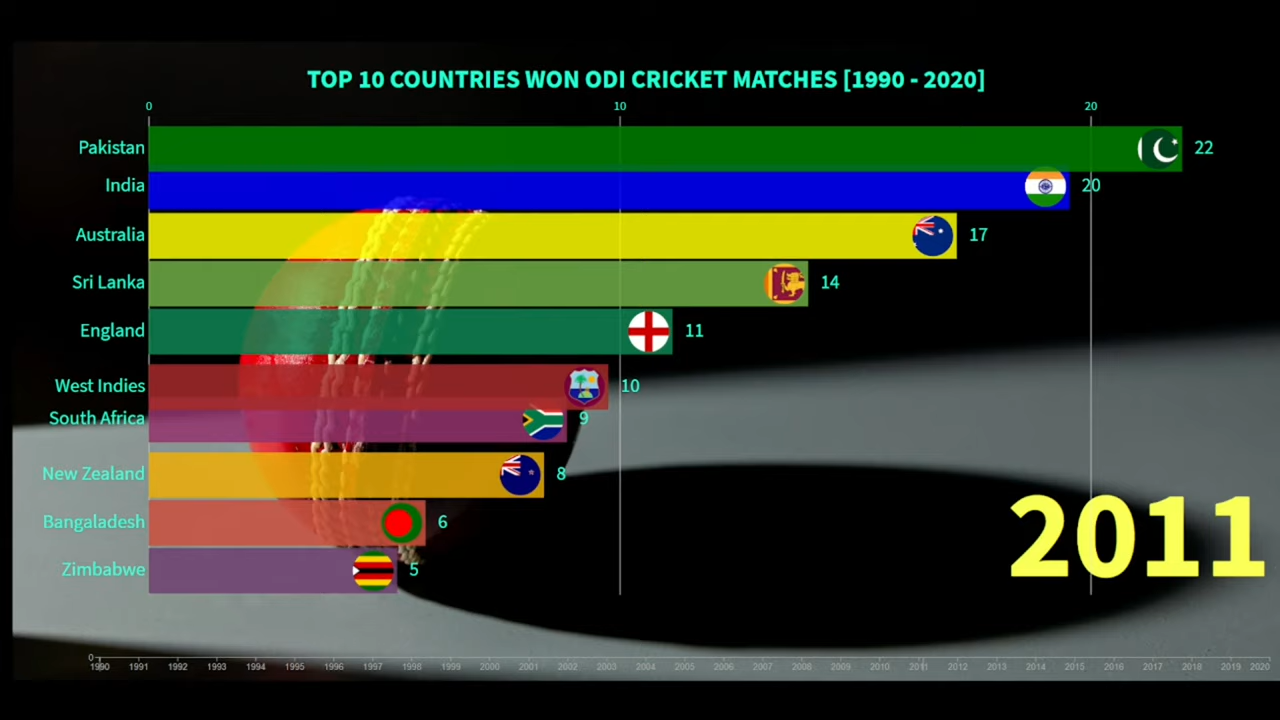 TOP 10 COUNTRIES WON ODI CRICKET MATCHES [1990 - 2020]
0 10 20
Pakistan 22
India 20
Australia 17
Sri Lanka 14
England 11
West Indies 10
South Africa 9
New Zealand 8
Bangaladesh 6
Zimbabwe 5
2011
0
1990 1991 1992 1993 1994 1995 1996 1997 1998 1999 2000 2001 2002 2003 2004 2005 2006 2007 2008 2009 2010 2011 2012 2013 2014 2015 2016 2017 2018 2019 2020